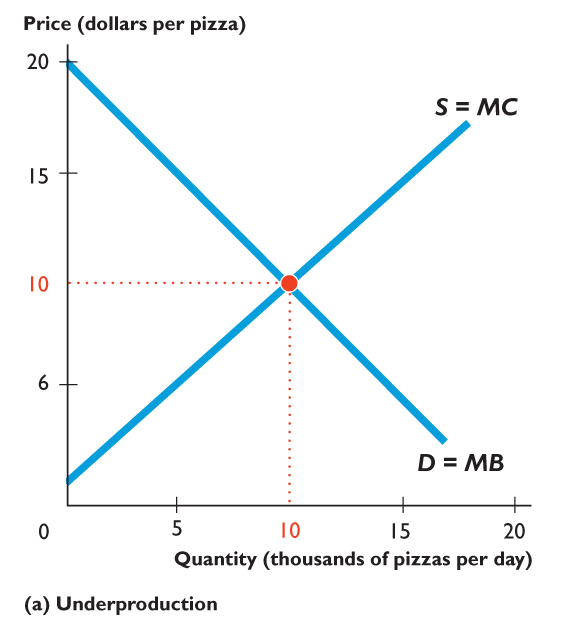 Price (dollars per pizza)
20
S = MC
15
10
6
D = MB
0
5
10
15
20
Quantity (thousands of pizzas per day)
(a) Underproduction